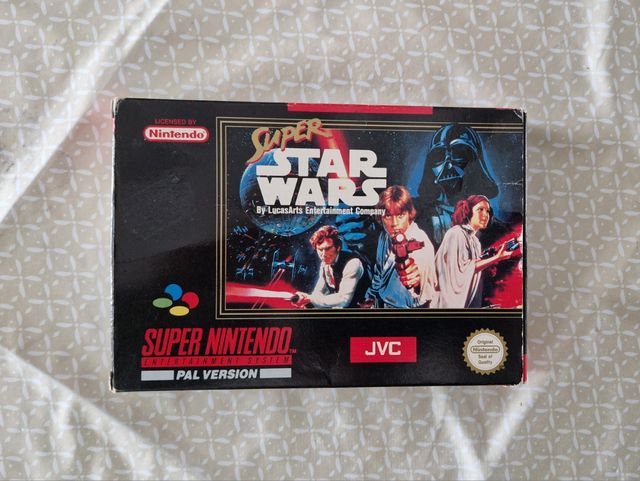 LICENSED BY
Nintendo
SUPER
STAR
WARS
By LucasArts Entertainment Company
SUPER NINTENDO
ENTERTAINMENT SYSTEM
PAL VERSION
JVC
Original
Nintendo
Seal of
Quality